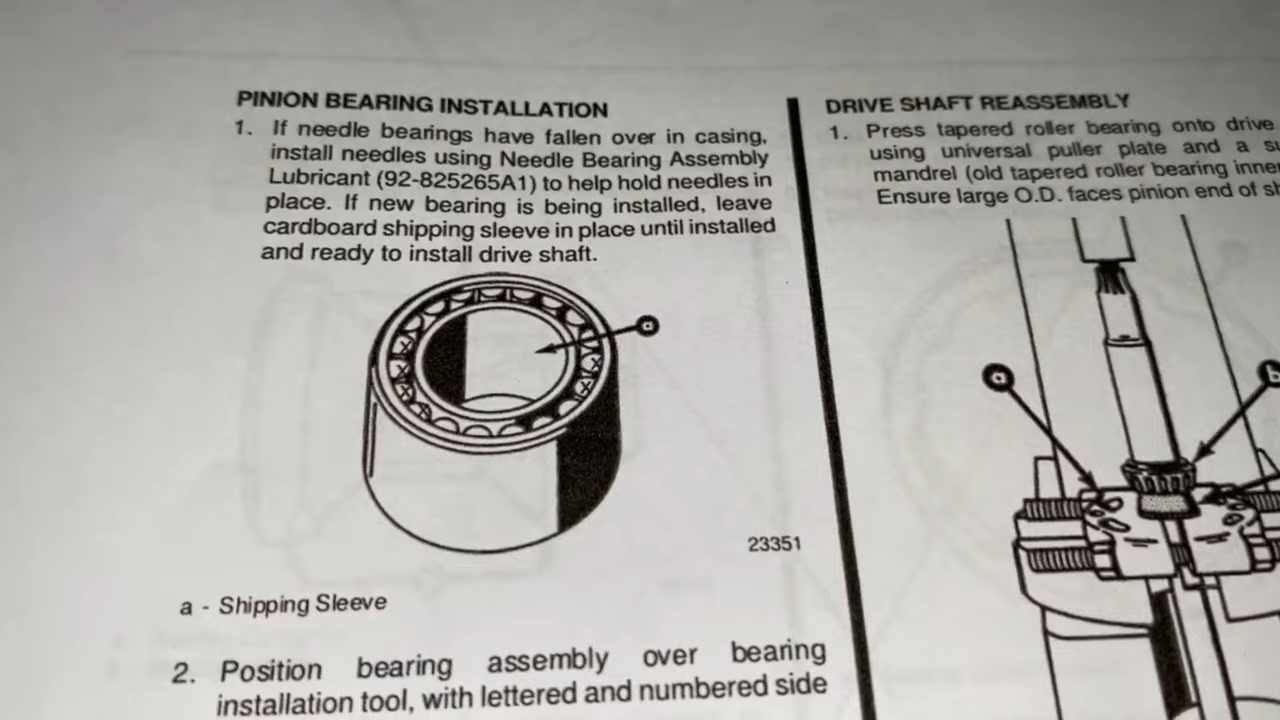 PINION BEARING INSTALLATION
1. If needle bearings have fallen over in casing,
install needles using Needle Bearing Assembly
Lubricant (92-825265A1) to help hold needles in
place. If new bearing is being installed, leave
cardboard shipping sleeve in place until installed
and ready to install drive shaft.
a
23351
a - Shipping Sleeve
2. Position bearing assembly over bearing
installation tool, with lettered and numbered side
DRIVE SHAFT REASSEMBLY
1. Press tapered roller bearing onto drive
using universal puller plate and a
mandrel (old tapered roller bearing
Ensure large O.D. faces pinion end of
a
b